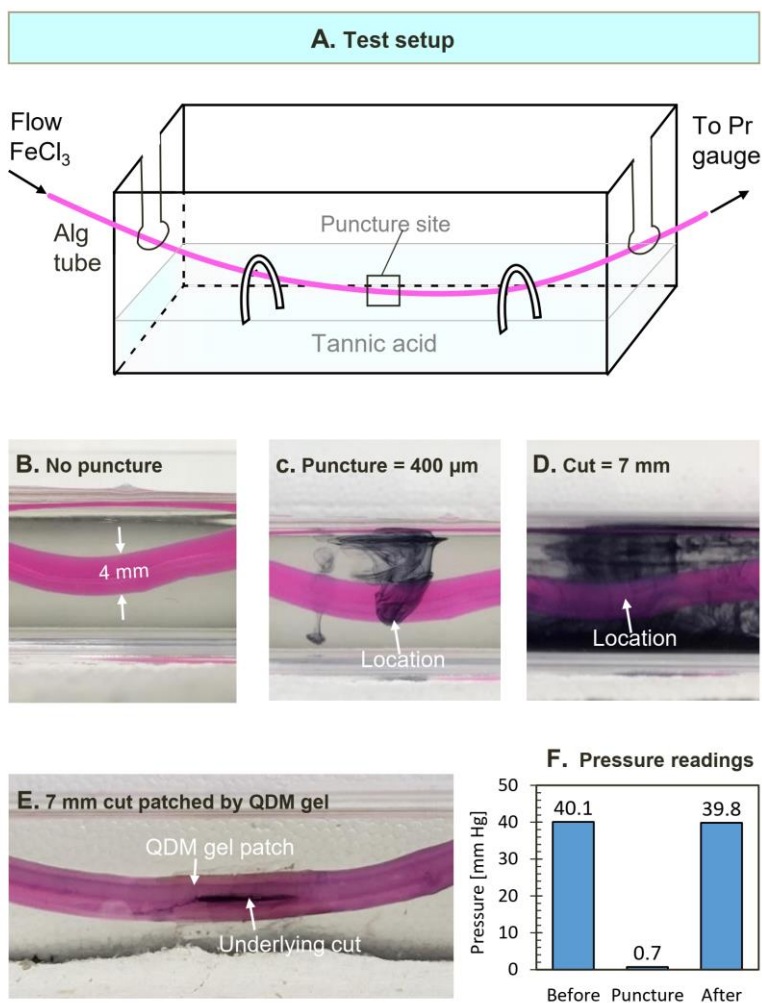 A. Test setup
Flow
FeCl₃
Alg
tube
Puncture site
To Pr
gauge
Tannic acid
B. No puncture
4 mm
c. Puncture = 400 µm
Location
D. Cut = 7 mm
Location
E. 7 mm cut patched by QDM gel
QDM gel patch
Underlying cut
F. Pressure readings
Pressure [mm Hg]
50
40
30
20
10
0
40.1
0.7
39.8
Before Puncture After